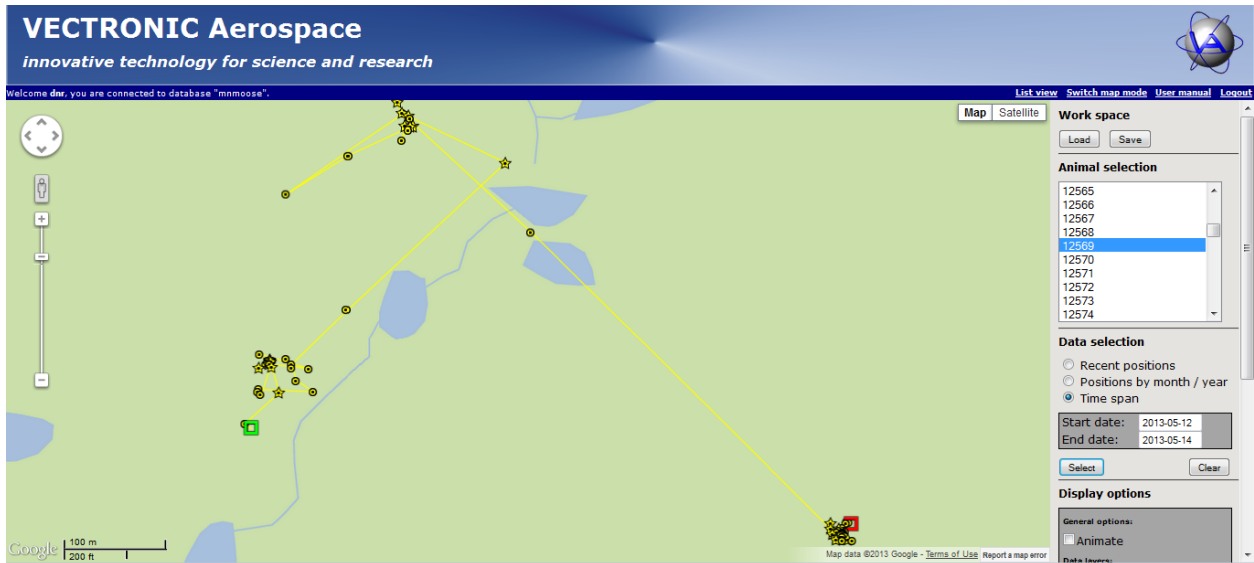 VECTRONIC Aerospace
innovative technology for science and research
VA
Welcome dnr, you are connected to database "mnmoose".
List view Switch map mode User manual Logout
Map Satellite
Work space
Load Save
Animal selection
12565
12566
12567
12568
12569
12570
12571
12572
12573
12574
Data selection
Recent positions
Positions by month / year
Time span
Start date: 2013-05-12
End date: 2013-05-14
Select Clear
Display options
General options:
Animate
Data layers:
Google
100 m
200 ft
Map data ©2013 Google - Terms of Use Report a map error